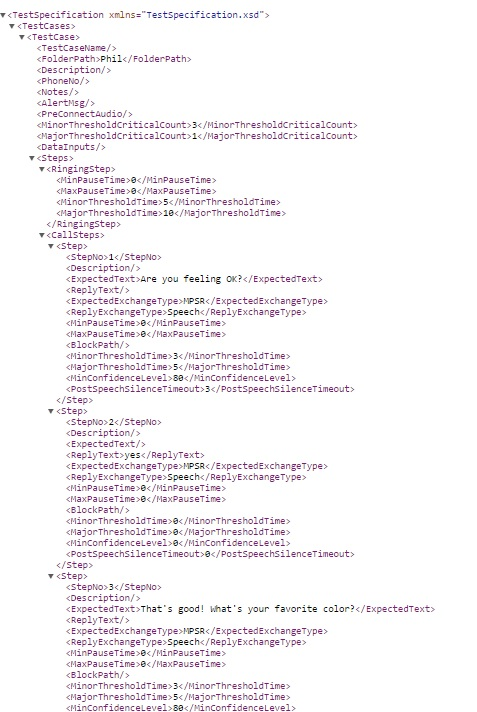 <TestSpecification xmlns="TestSpecification.xsd">
<TestCases>
<TestCase>
<TestCaseName/>
<FolderPath>Phil</FolderPath>
<Description/>
<PhoneNo/>
<Notes/>
<AlertMsg/>
<PreConnectAudio/>
<MinorThresholdCriticalCount>3</MinorThresholdCriticalCount>
<MajorThresholdCriticalCount>1</MajorThresholdCriticalCount>
<DataInputs/>
<Steps>
<RingingStep>
<MinPauseTime>0</MinPauseTime>
<MaxPauseTime>0</MaxPauseTime>
<MinorThresholdTime>5</MinorThresholdTime>
<MajorThresholdTime>10</MajorThresholdTime>
</RingingStep>
<CallSteps>
<Step>
<StepNo>1</StepNo>
<Description/>
<ExpectedText>Are you feeling OK?</ExpectedText>
<ReplyText/>
<ExpectedExchangeType>MPSR</ExpectedExchangeType>
<ReplyExchangeType>Speech</ReplyExchangeType>
<MinPauseTime>0</MinPauseTime>
<MaxPauseTime>0</MaxPauseTime>
<BlockPath/>
<MinorThresholdTime>3</MinorThresholdTime>
<MajorThresholdTime>5</MajorThresholdTime>
<MinConfidenceLevel>80</MinConfidenceLevel>
<PostSpeechSilenceTimeout>3</PostSpeechSilenceTimeout>
</Step>
<Step>
<StepNo>2</StepNo>
<Description/>
<ExpectedText/>
<ReplyText>yes</ReplyText>
<ExpectedExchangeType>MPSR</ExpectedExchangeType>
<ReplyExchangeType>Speech</ReplyExchangeType>
<MinPauseTime>0</MinPauseTime>
<MaxPauseTime>0</MaxPauseTime>
<BlockPath/>
<MinorThresholdTime>0</MinorThresholdTime>
<MajorThresholdTime>0</MajorThresholdTime>
<MinConfidenceLevel>0</MinConfidenceLevel>
<PostSpeechSilenceTimeout>0</PostSpeechSilenceTimeout>
</Step>
<Step>
<StepNo>3</StepNo>
<Description/>
<ExpectedText>That's good! What's your favorite color?</ExpectedText>
<ReplyText/>
<ExpectedExchangeType>MPSR</ExpectedExchangeType>
<ReplyExchangeType>Speech</ReplyExchangeType>
<MinPauseTime>0</MinPauseTime>
<MaxPauseTime>0</MaxPauseTime>
<BlockPath/>
<MinorThresholdTime>3</MinorThresholdTime>
<MajorThresholdTime>5</MajorThresholdTime>
<MinConfidenceLevel>80</MinConfidenceLevel>